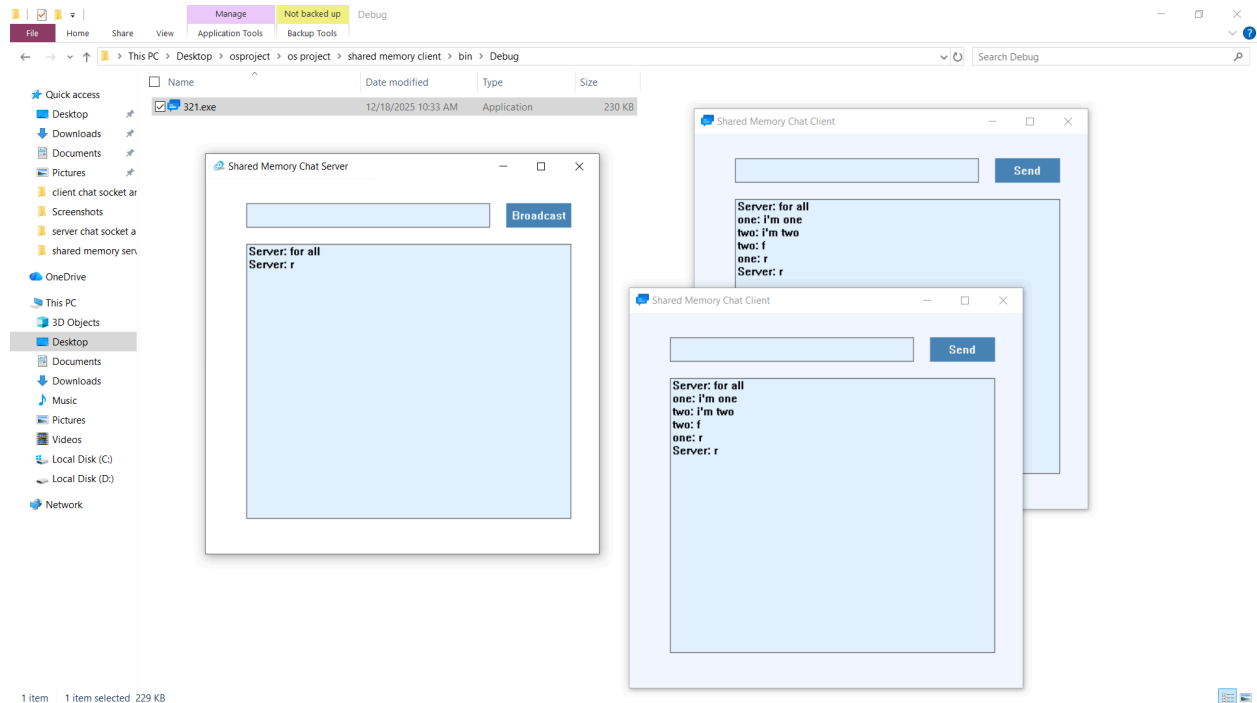 Manage
Not backed up
Debug
File
Home
Share
View
Application Tools
Backup Tools
This PC
Desktop
osproject
os project
shared memory client
bin
Debug
Search Debug
Name
Date modified
Type
Size
321.exe
12/18/2025 10:33 AM
Application
230 KB
Quick access
Desktop
Downloads
Documents
Pictures
client chat socket ar
Screenshots
server chat socket a
shared memory serv
OneDrive
This PC
3D Objects
Desktop
Documents
Downloads
Music
Pictures
Videos
Local Disk (C:)
Local Disk (D:)
Network
Shared Memory Chat Server
Broadcast
Server: for all
Server: r
Shared Memory Chat Client
Send
Server: for all
one: i'm one
two: i'm two
two: f
one: r
Server: r
Shared Memory Chat Client
Send
Server: for all
one: i'm one
two: i'm two
two: f
one: r
Server: r
1 item
1 item selected
229 KB